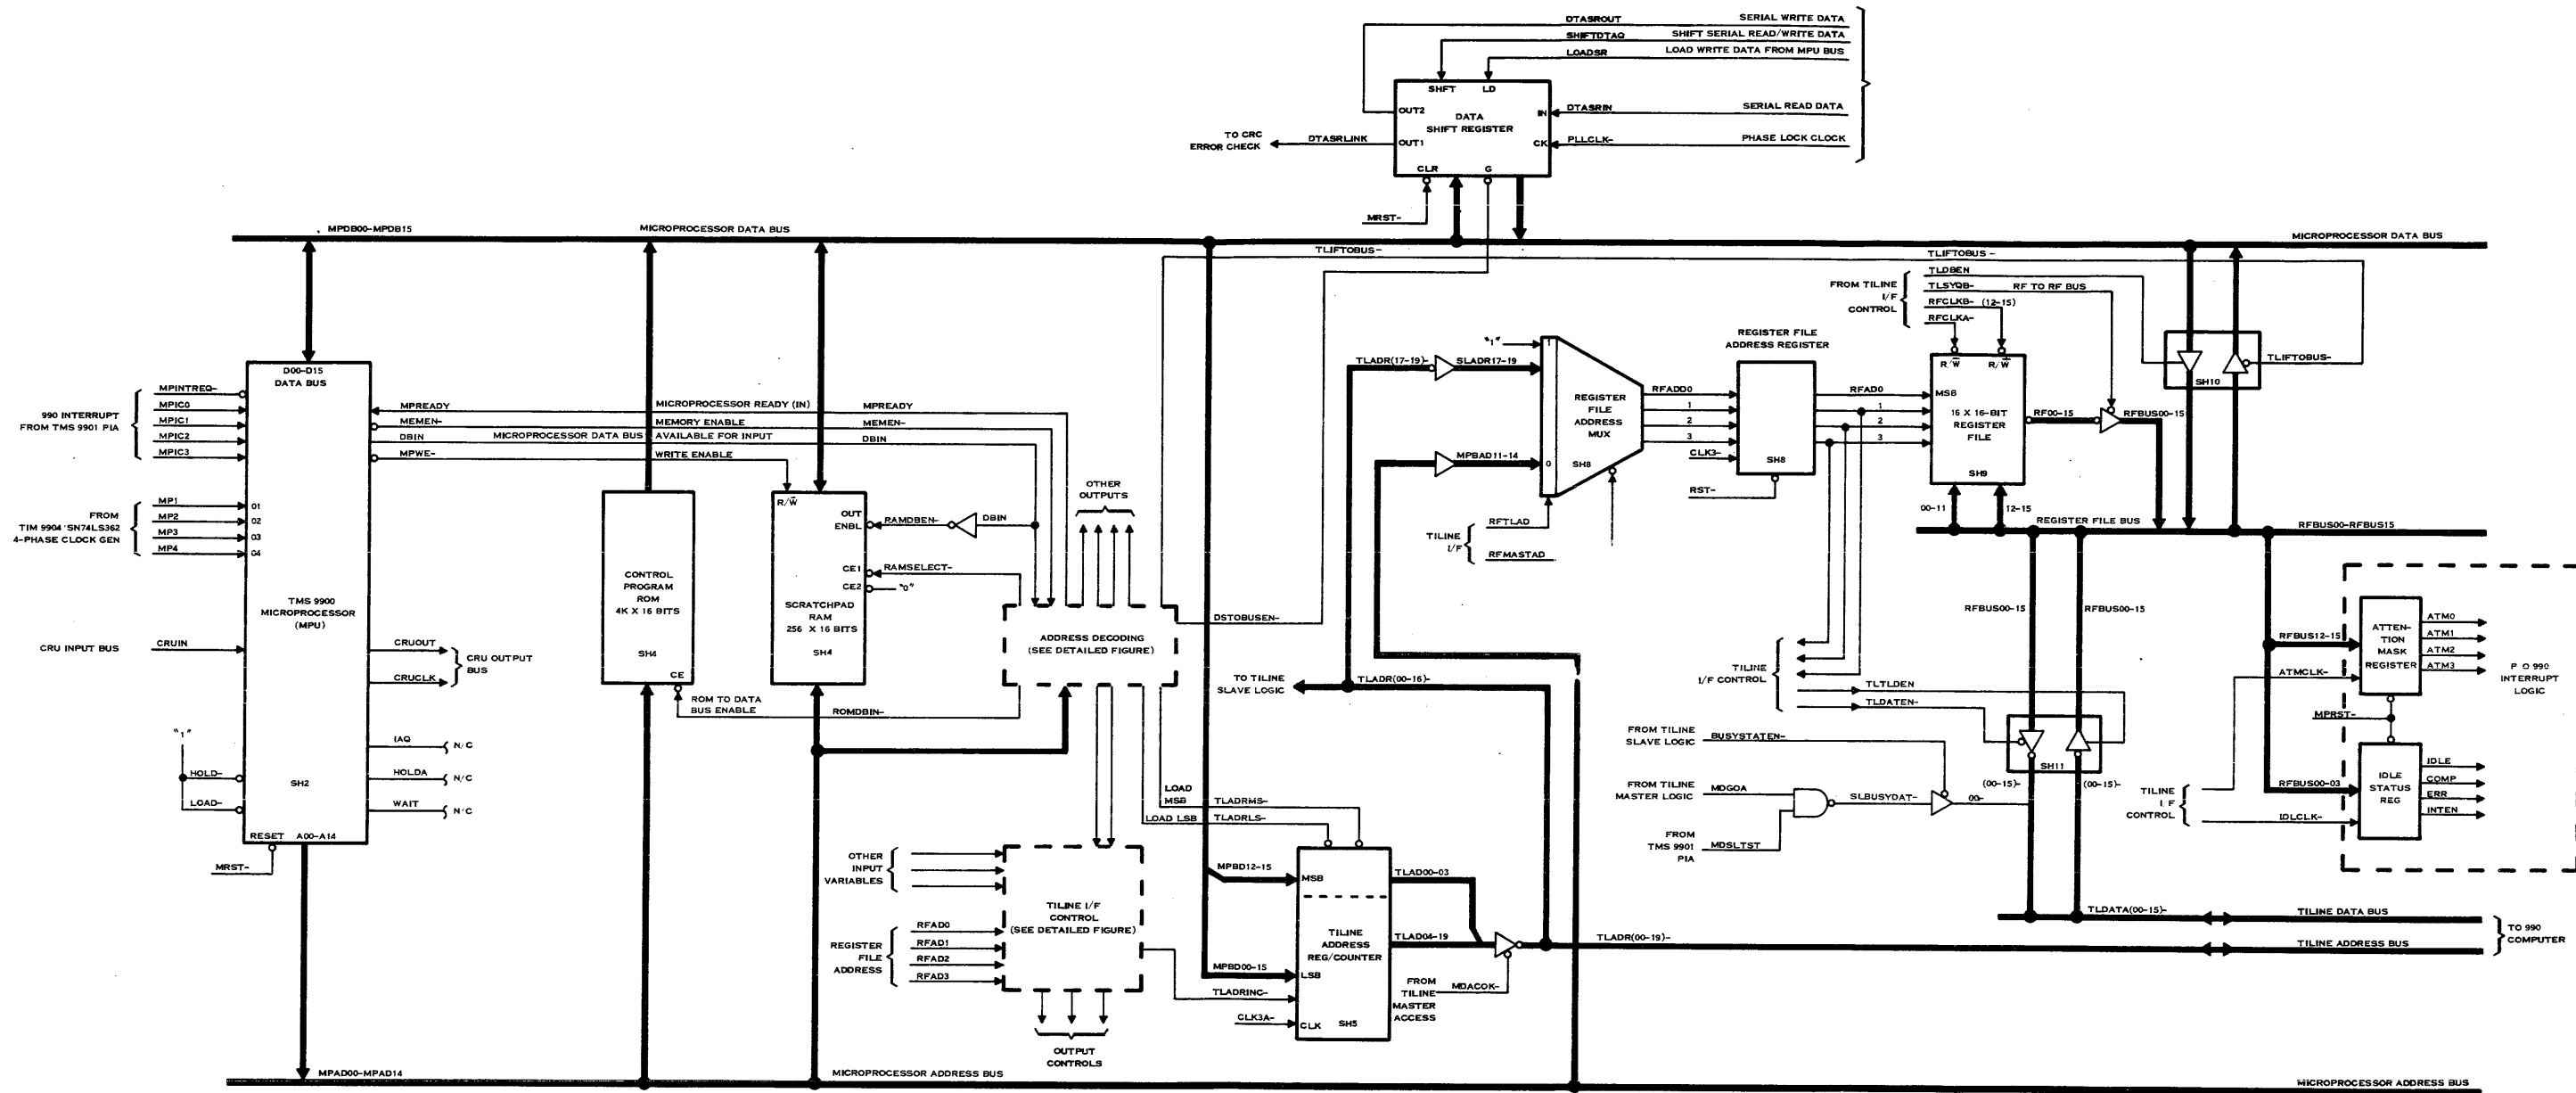 DTASROUT SERIAL WRITE DATA
SHIFTDTAQ SHIFT SERIAL READ/WRITE DATA
LOADSR LOAD WRITE DATA FROM MPU BUS
SHFT LD
OUT2
DATA
SHIFT REGISTER
IN
DTASRIN SERIAL READ DATA
TO CRC
ERROR CHECK
DTASRLINK
OUT1
CK
PLLCLK- PHASE LOCK CLOCK
CLR G
MRST-
MPDB00-MPDB15 MICROPROCESSOR DATA BUS
MICROPROCESSOR DATA BUS
TLIFTOBUS-
TLIFTOBUS -
FROM TILINE
I/F
CONTROL
TLDBEN
TLSYQB- RF TO RF BUS
RFCLKB- (12-15)
RFCLKA-
D00-D15
DATA BUS
990 INTERRUPT
FROM TMS 9901 PIA
MPINTREQ-
MPIC0
MPIC1
MPIC2
MPIC3
MPREADY MICROPROCESSOR READY (IN) MPREADY
MEMEN- MEMORY ENABLE MEMEN-
DBIN MICROPROCESSOR DATA BUS AVAILABLE FOR INPUT DBIN
MPWE- WRITE ENABLE
FROM
TIM 9904 'SN74LS362
4-PHASE CLOCK GEN
MP1
MP2
MP3
MP4
01
02
03
04
TMS 9900
MICROPROCESSOR
(MPU)
CRU INPUT BUS
CRUIN
CRUOUT
CRUCLK
CRU OUTPUT
BUS
"1"
HOLD-
LOAD-
SH2
IAQ N/C
HOLDA N/C
WAIT N/C
RESET A00-A14
MRST-
CONTROL
PROGRAM
ROM
4K X 16 BITS
SH4
CE
ROM TO DATA
BUS ENABLE
ROMDBIN-
R/W
OUT
ENBL
RAMDBEN-
DBIN
CE1
RAMSELECT-
CE2
"0"
SCRATCHPAD
RAM
256 X 16 BITS
SH4
OTHER
OUTPUTS
ADDRESS DECODING
(SEE DETAILED FIGURE)
DSTOBUSEN-
"1"
1
TLADR(17-19)-
SLADR17-19
MPBAD11-14
0
REGISTER
FILE
ADDRESS
MUX
SH8
TILINE
I/F
RFTLAD
RFMASTAD
REGISTER FILE
ADDRESS REGISTER
RFADD0
1
2
3
CLK3-
SH8
RST-
RFAD0
1
2
3
R/W R/W
MSB
16 X 16-BIT
REGISTER
FILE
SH9
RF00-15
RFBUS00-15
SH10
TLIFTOBUS-
00-11
12-15
REGISTER FILE BUS
RFBUS00-RFBUS15
RFBUS00-15
RFBUS00-15
TILINE
I/F CONTROL
TLTLDEN
TLDATEN-
SH11
(00-15)-
(00-15)-
TO TILINE
SLAVE LOGIC
TLADR(00-16)-
FROM TILINE
SLAVE LOGIC
BUSYSTATEN-
FROM TILINE
MASTER LOGIC
MDGOA
SLBUSYDAT-
00-
FROM
TMS 9901
PIA
MDSLTST
RFBUS12-15
ATTEN-
TION
MASK
REGISTER
ATM0
ATM1
ATM2
ATM3
ATMCLK-
MPRST-
P O 990
INTERRUPT
LOGIC
RFBUS00-03
IDLE
STATUS
REG
IDLE
COMP
ERR
INTEN
TILINE
I/F
CONTROL
IDLCLK-
LOAD
MSB
TLADRMS-
LOAD LSB
TLADRLS-
OTHER
INPUT
VARIABLES
REGISTER
FILE
ADDRESS
RFAD0
RFAD1
RFAD2
RFAD3
TILINE I/F
CONTROL
(SEE DETAILED FIGURE)
OUTPUT
CONTROLS
MPBD12-15
MSB
MPBD00-15
LSB
TLADRINC-
CLK3A-
CLK
TILINE
ADDRESS
REG/COUNTER
SH5
TLAD00-03
TLAD04-19
FROM
TILINE
MASTER
ACCESS
MDACOK-
TLADR(00-19)-
TLDATA(00-15)- TILINE DATA BUS
TILINE ADDRESS BUS
TO 990
COMPUTER
MPAD00-MPAD14 MICROPROCESSOR ADDRESS BUS
MICROPROCESSOR ADDRESS BUS